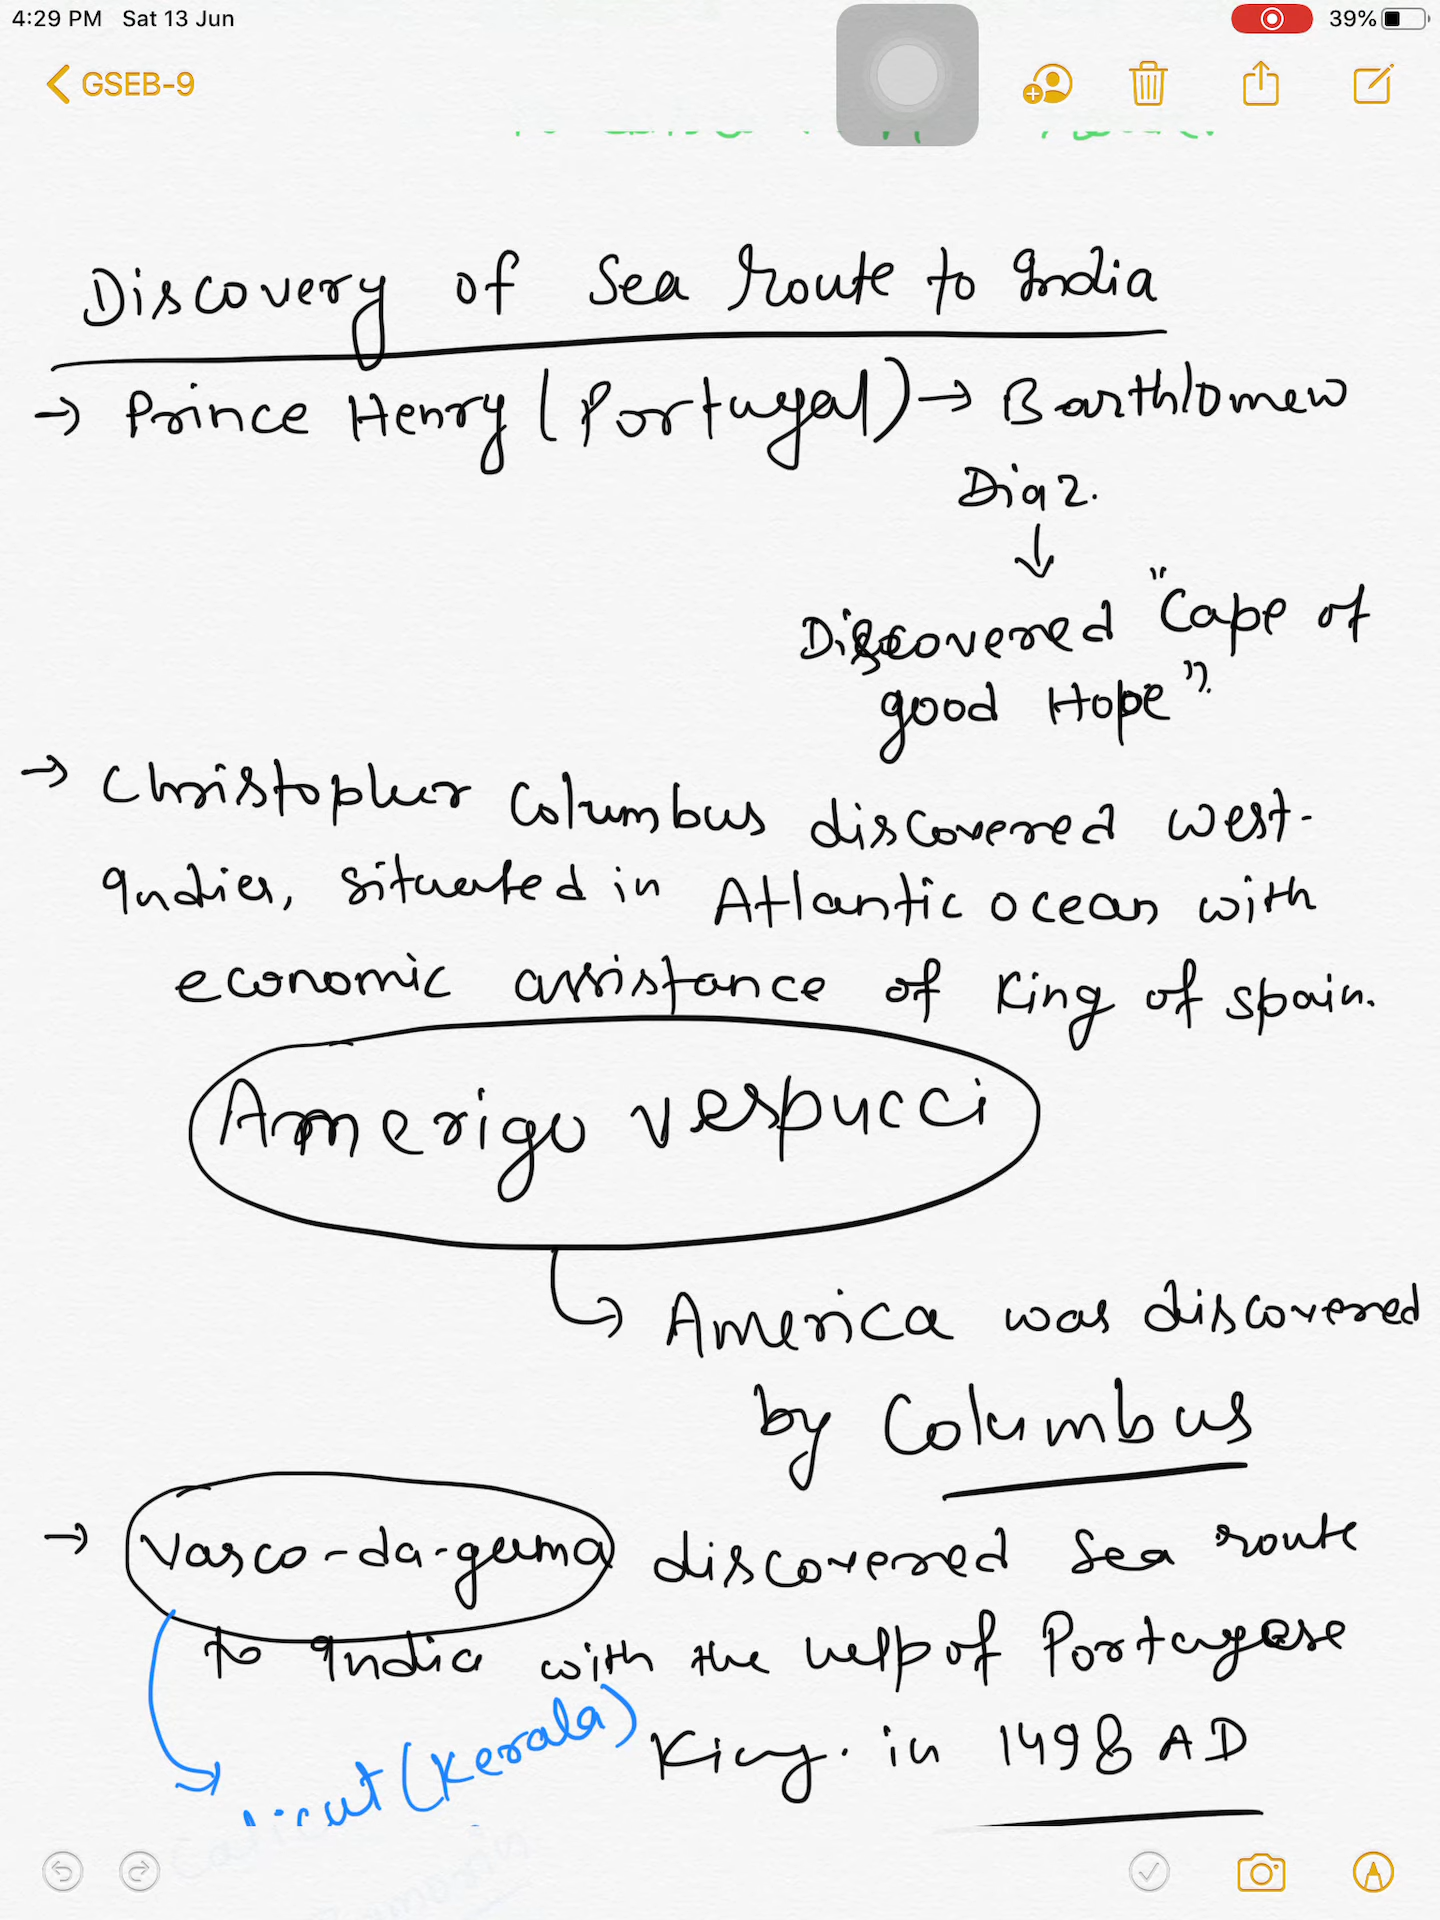 4:29 PM Sat 13 Jun 39%
GSEB-9
Discovery of Sea Route to India
→ Prince Henry (Portugal) → Barthlomew
Diaz.
↓
Discovered "Cape of
good Hope".
→ Christopher Columbus discovered west-
Indies, situated in Atlantic ocean with
economic assistance of King of spain.
Amerigo vespucci
America was discovered
by Columbus
→ Vasco-da-gama discovered Sea route
to India with the help of Portugese
King. in 1498 AD
Calicut (Kerala)